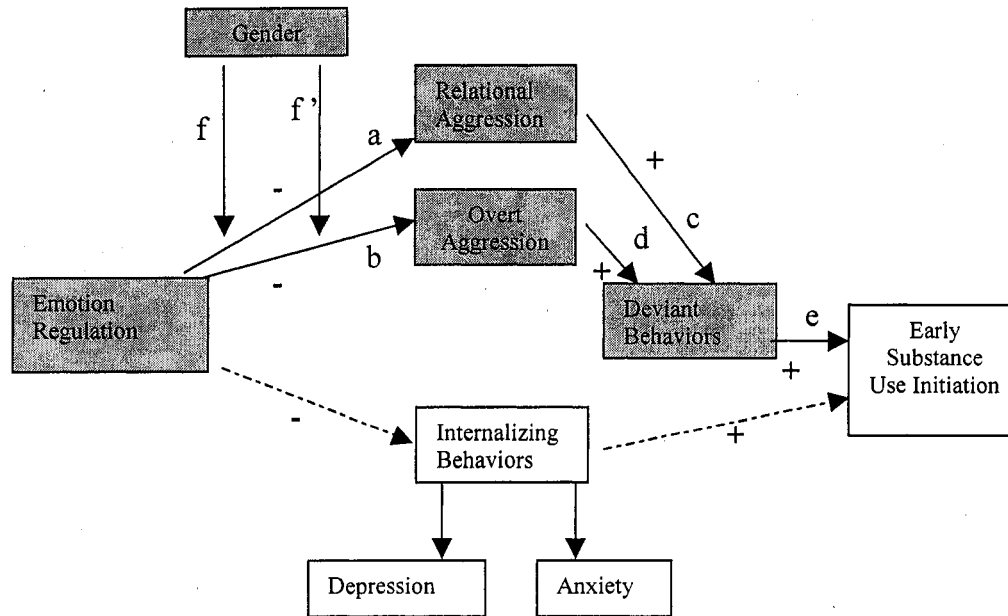 Gender
f
f '
Relational
Aggression
a
-
+
c
Overt
Aggression
b
-
d
+
Emotion
Regulation
Deviant
Behaviors
e
+
Early
Substance
Use Initiation
-
Internalizing
Behaviors
+
Depression
Anxiety